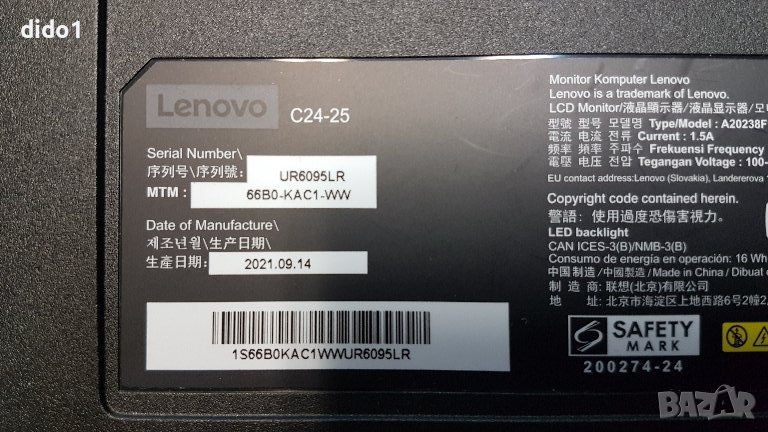 dido1
Lenovo C24-25
Serial Number\
序列号\序列號: UR6095LR
MTM : 66B0-KAC1-WW
Date of Manufacture\
제조년월\生产日期\
生產日期: 2021.09.14
1S66B0KAC1WWUR6095LR
Monitor Komputer Lenovo
Lenovo is a trademark of Lenovo.
LCD Monitor/液晶顯示器/液晶显示器/모니
型號 型号 모델명 Type/Model : A20238F
電流 电流 전류 Current : 1.5A
頻率 频率 주파수 Frekuensi Frequency
電壓 电压 전압 Tegangan Voltage : 100-
EU contact address:Lenovo (Slovakia), Landererova 1
Copyright code contained herein.
警語: 使用過度恐傷害視力。
LED backlight
CAN ICES-3(B)/NMB-3(B)
Consumo de energía en operación: 16 Wh
中国制造/中國製造/Made in China / Dibuat
制 造 商: 联想(北京)有限公司
地 址: 北京市海淀区上地西路6号2幢2
SAFETY
MARK
200274-24
BAZAR